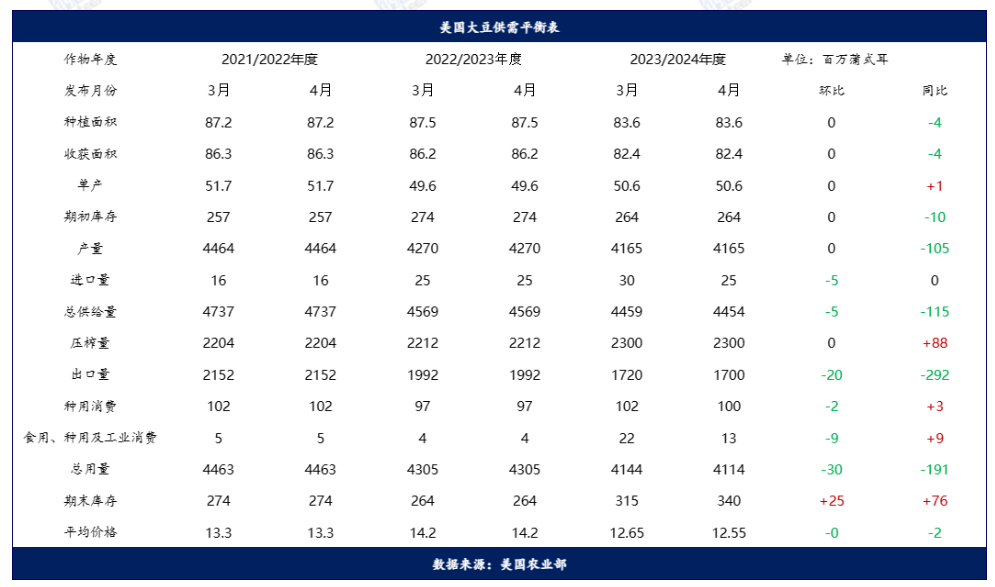 美国大豆供需平衡表
作物年度 2021/2022年度 2022/2023年度 2023/2024年度 单位：百万蒲式耳
发布月份 3月 4月 3月 4月 3月 4月 环比 同比
种植面积 87.2 87.2 87.5 87.5 83.6 83.6 0 -4
收获面积 86.3 86.3 86.2 86.2 82.4 82.4 0 -4
单产 51.7 51.7 49.6 49.6 50.6 50.6 0 +1
期初库存 257 257 274 274 264 264 0 -10
产量 4464 4464 4270 4270 4165 4165 0 -105
进口量 16 16 25 25 30 25 -5 0
总供给量 4737 4737 4569 4569 4459 4454 -5 -115
压榨量 2204 2204 2212 2212 2300 2300 0 +88
出口量 2152 2152 1992 1992 1720 1700 -20 -292
种用消费 102 102 97 97 102 100 -2 +3
食用、种用及工业消费 5 5 4 4 22 13 -9 +9
总用量 4463 4463 4305 4305 4144 4114 -30 -191
期末库存 274 274 264 264 315 340 +25 +76
平均价格 13.3 13.3 14.2 14.2 12.65 12.55 -0 -2
数据来源：美国农业部